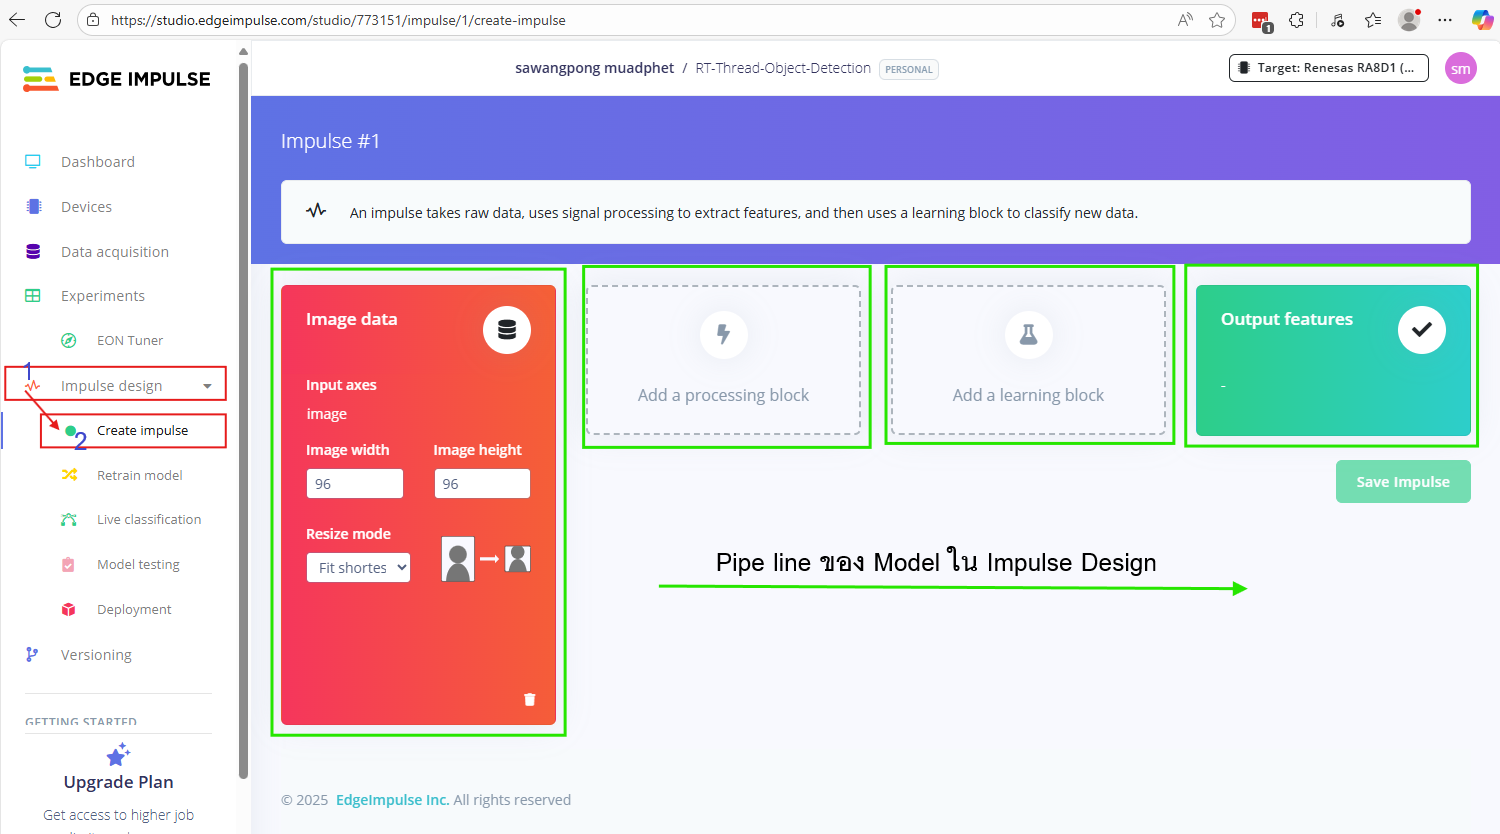 https://studio.edgeimpulse.com/studio/773151/impulse/1/create-impulse
1
EDGE IMPULSE
sawangpong muadphet / RT-Thread-Object-Detection PERSONAL
Target: Renesas RA8D1 (...
sm
Dashboard
Devices
Data acquisition
Experiments
EON Tuner
1
Impulse design
2
Create impulse
Retrain model
Live classification
Model testing
Deployment
Versioning
GETTING STARTED
Upgrade Plan
Get access to higher job
Impulse #1
An impulse takes raw data, uses signal processing to extract features, and then uses a learning block to classify new data.
Image data
Input axes
image
Image width
Image height
96
96
Resize mode
Fit shortes
Add a processing block
Add a learning block
Output features
-
Save Impulse
Pipe line ของ Model ใน Impulse Design
© 2025 EdgeImpulse Inc. All rights reserved